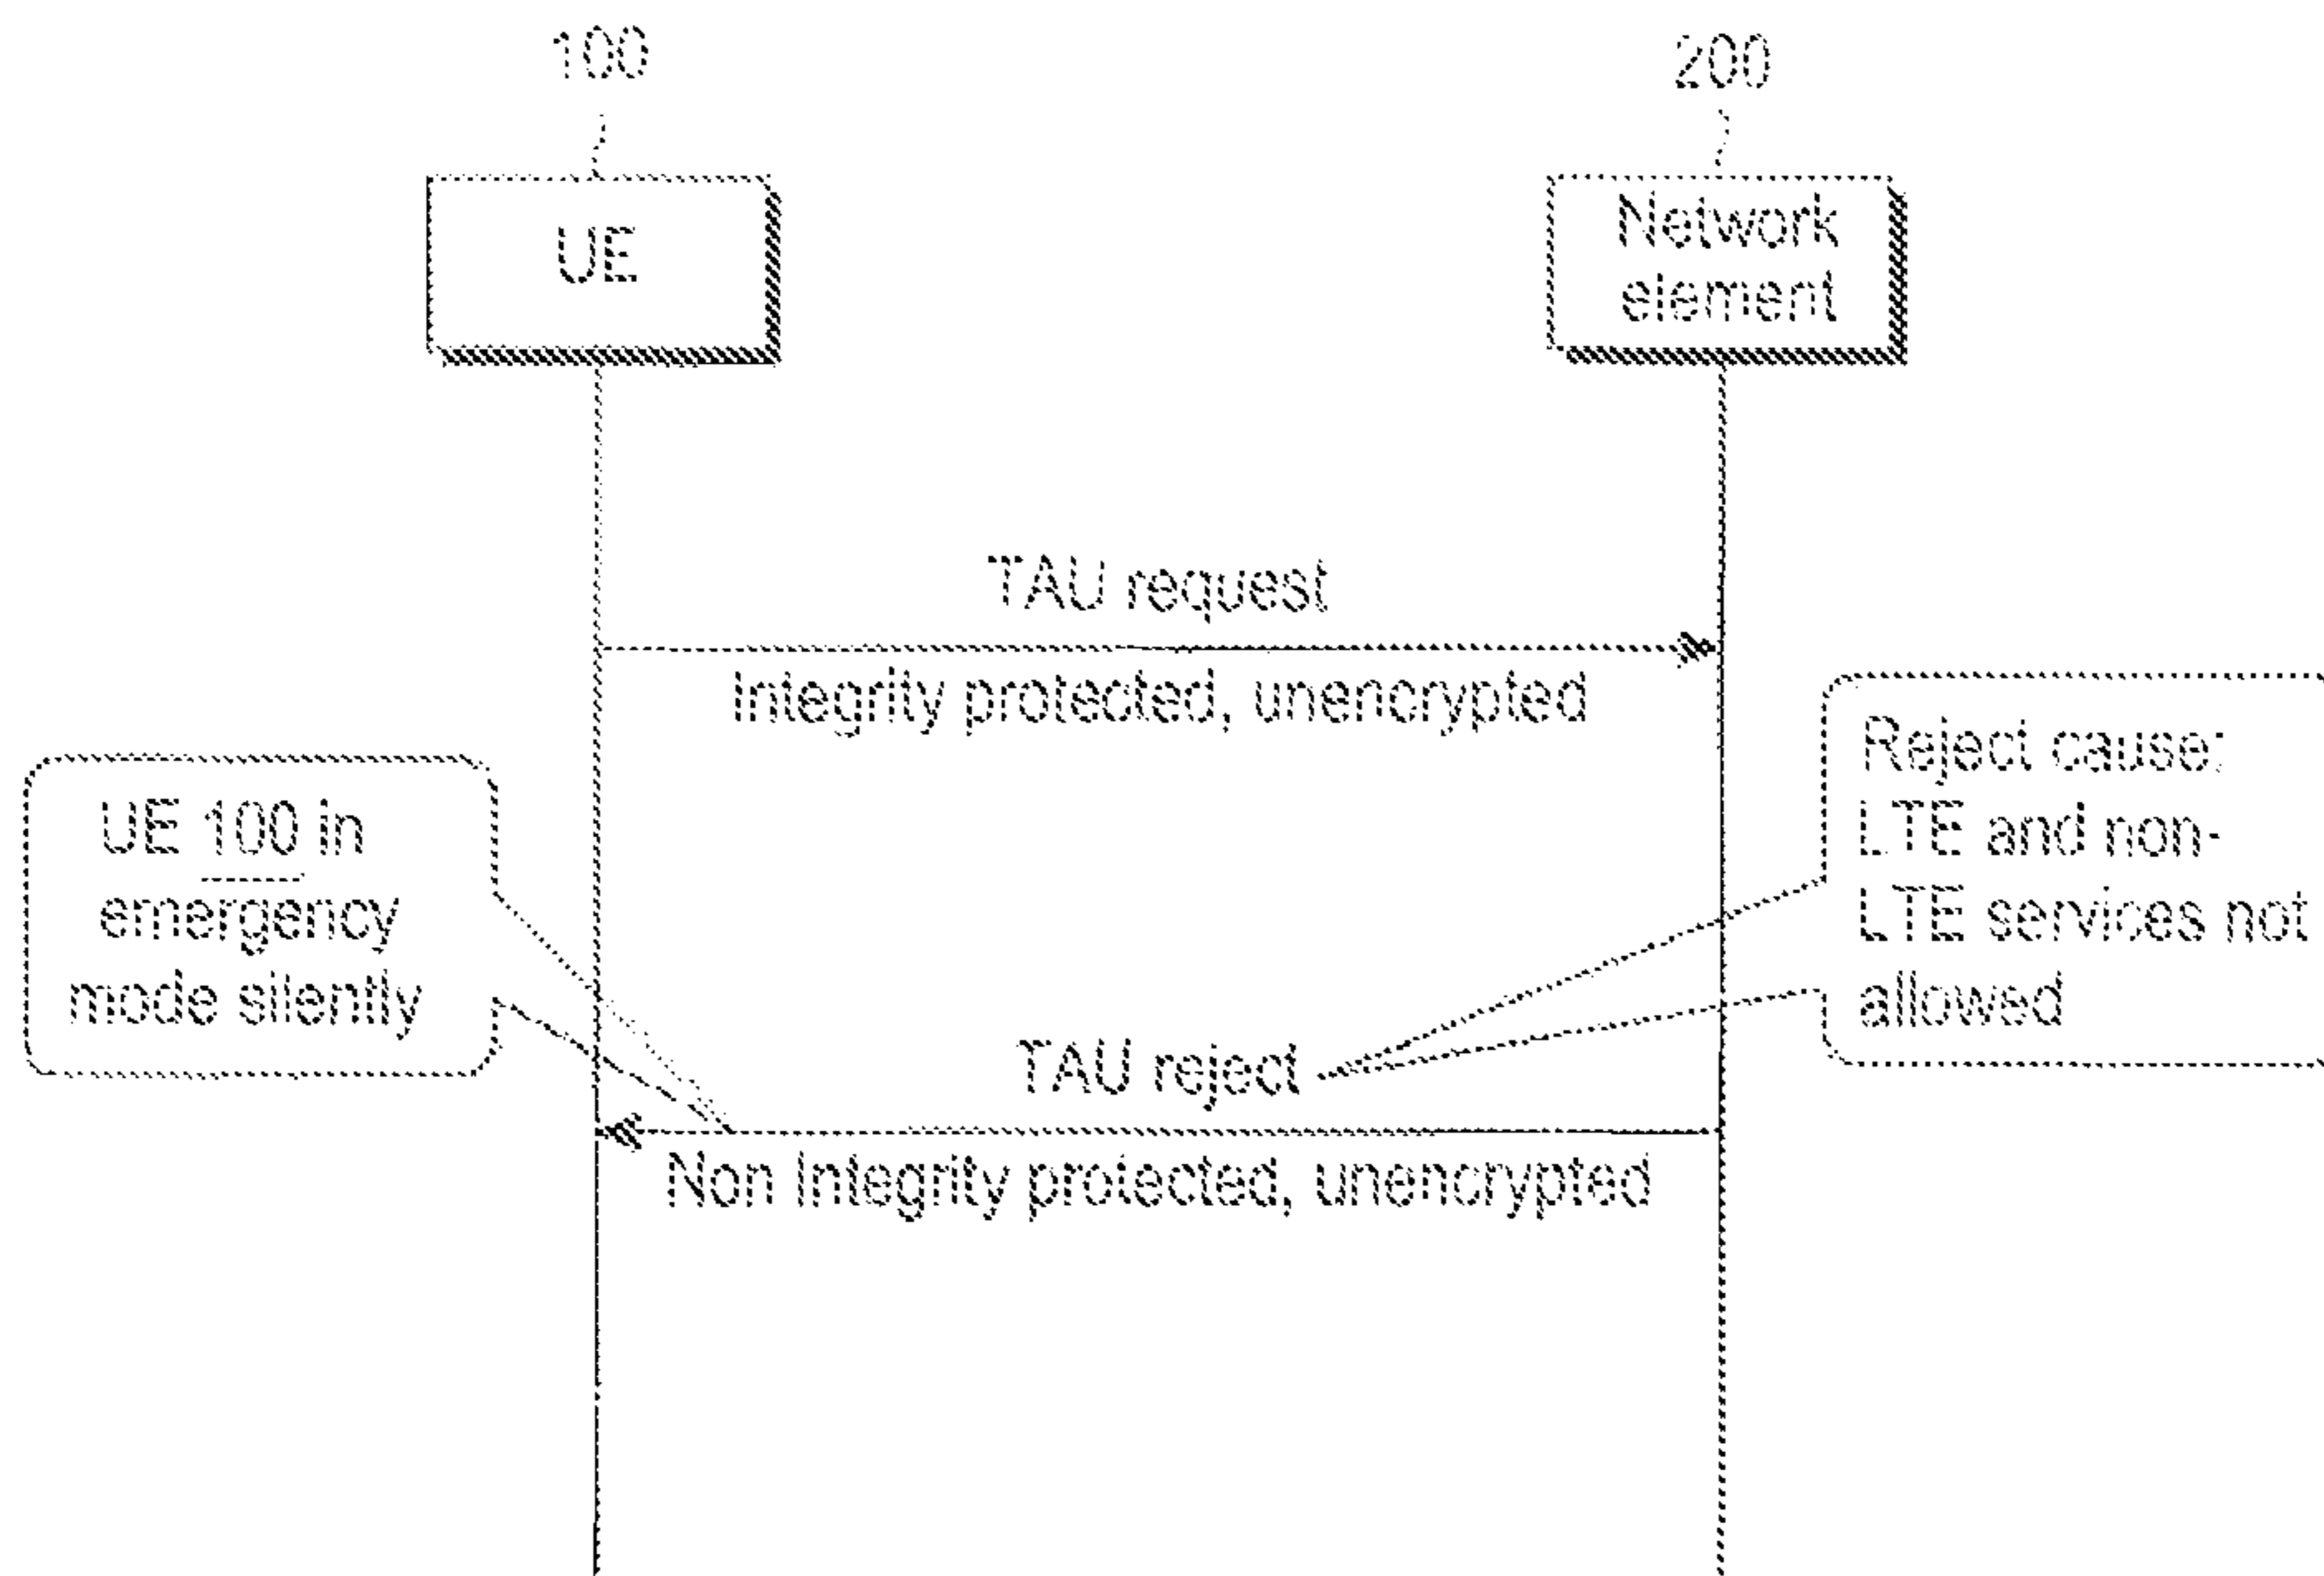 100
200
UE
Network
element
TAU request
Integrity protected, unencrypted
Reject cause:
LTE and non-
LTE services not
allowed
UE 100 in
emergency
mode silently
TAU reject
Non Integrity protected, unencrypted